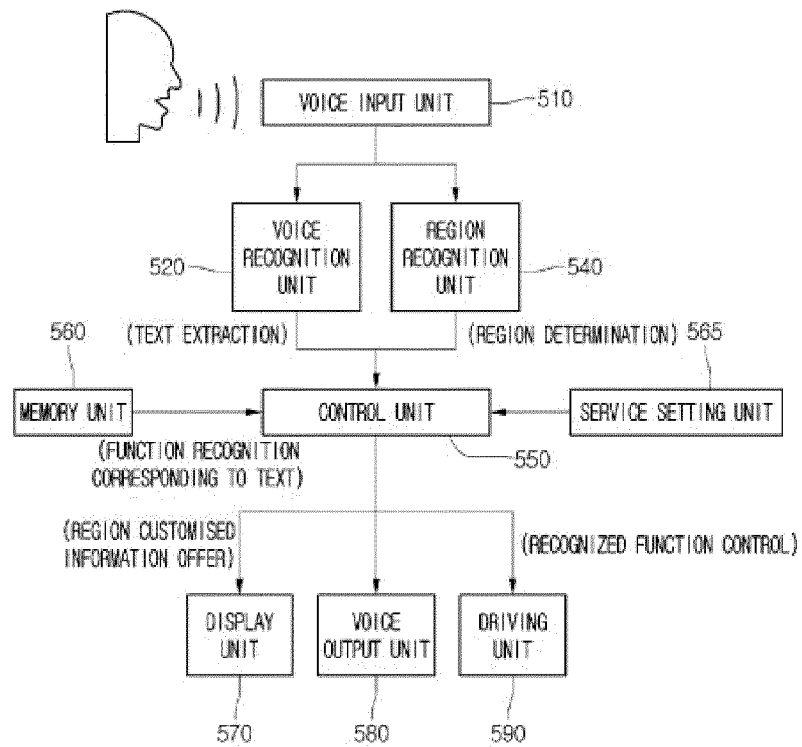 VOICE INPUT UNIT
510
VOICE
RECOGNITION
UNIT
520
REGION
RECOGNITION
UNIT
540
(TEXT EXTRACTION)
(REGION DETERMINATION)
560
565
MEMORY UNIT
CONTROL UNIT
SERVICE SETTING UNIT
550
(FUNCTION RECOGNITION
CORRESPONDING TO TEXT)
(REGION CUSTOMISED
INFORMATION OFFER)
(RECOGNIZED FUNCTION CONTROL)
DISPLAY
UNIT
VOICE
OUTPUT UNIT
DRIVING
UNIT
570
580
590